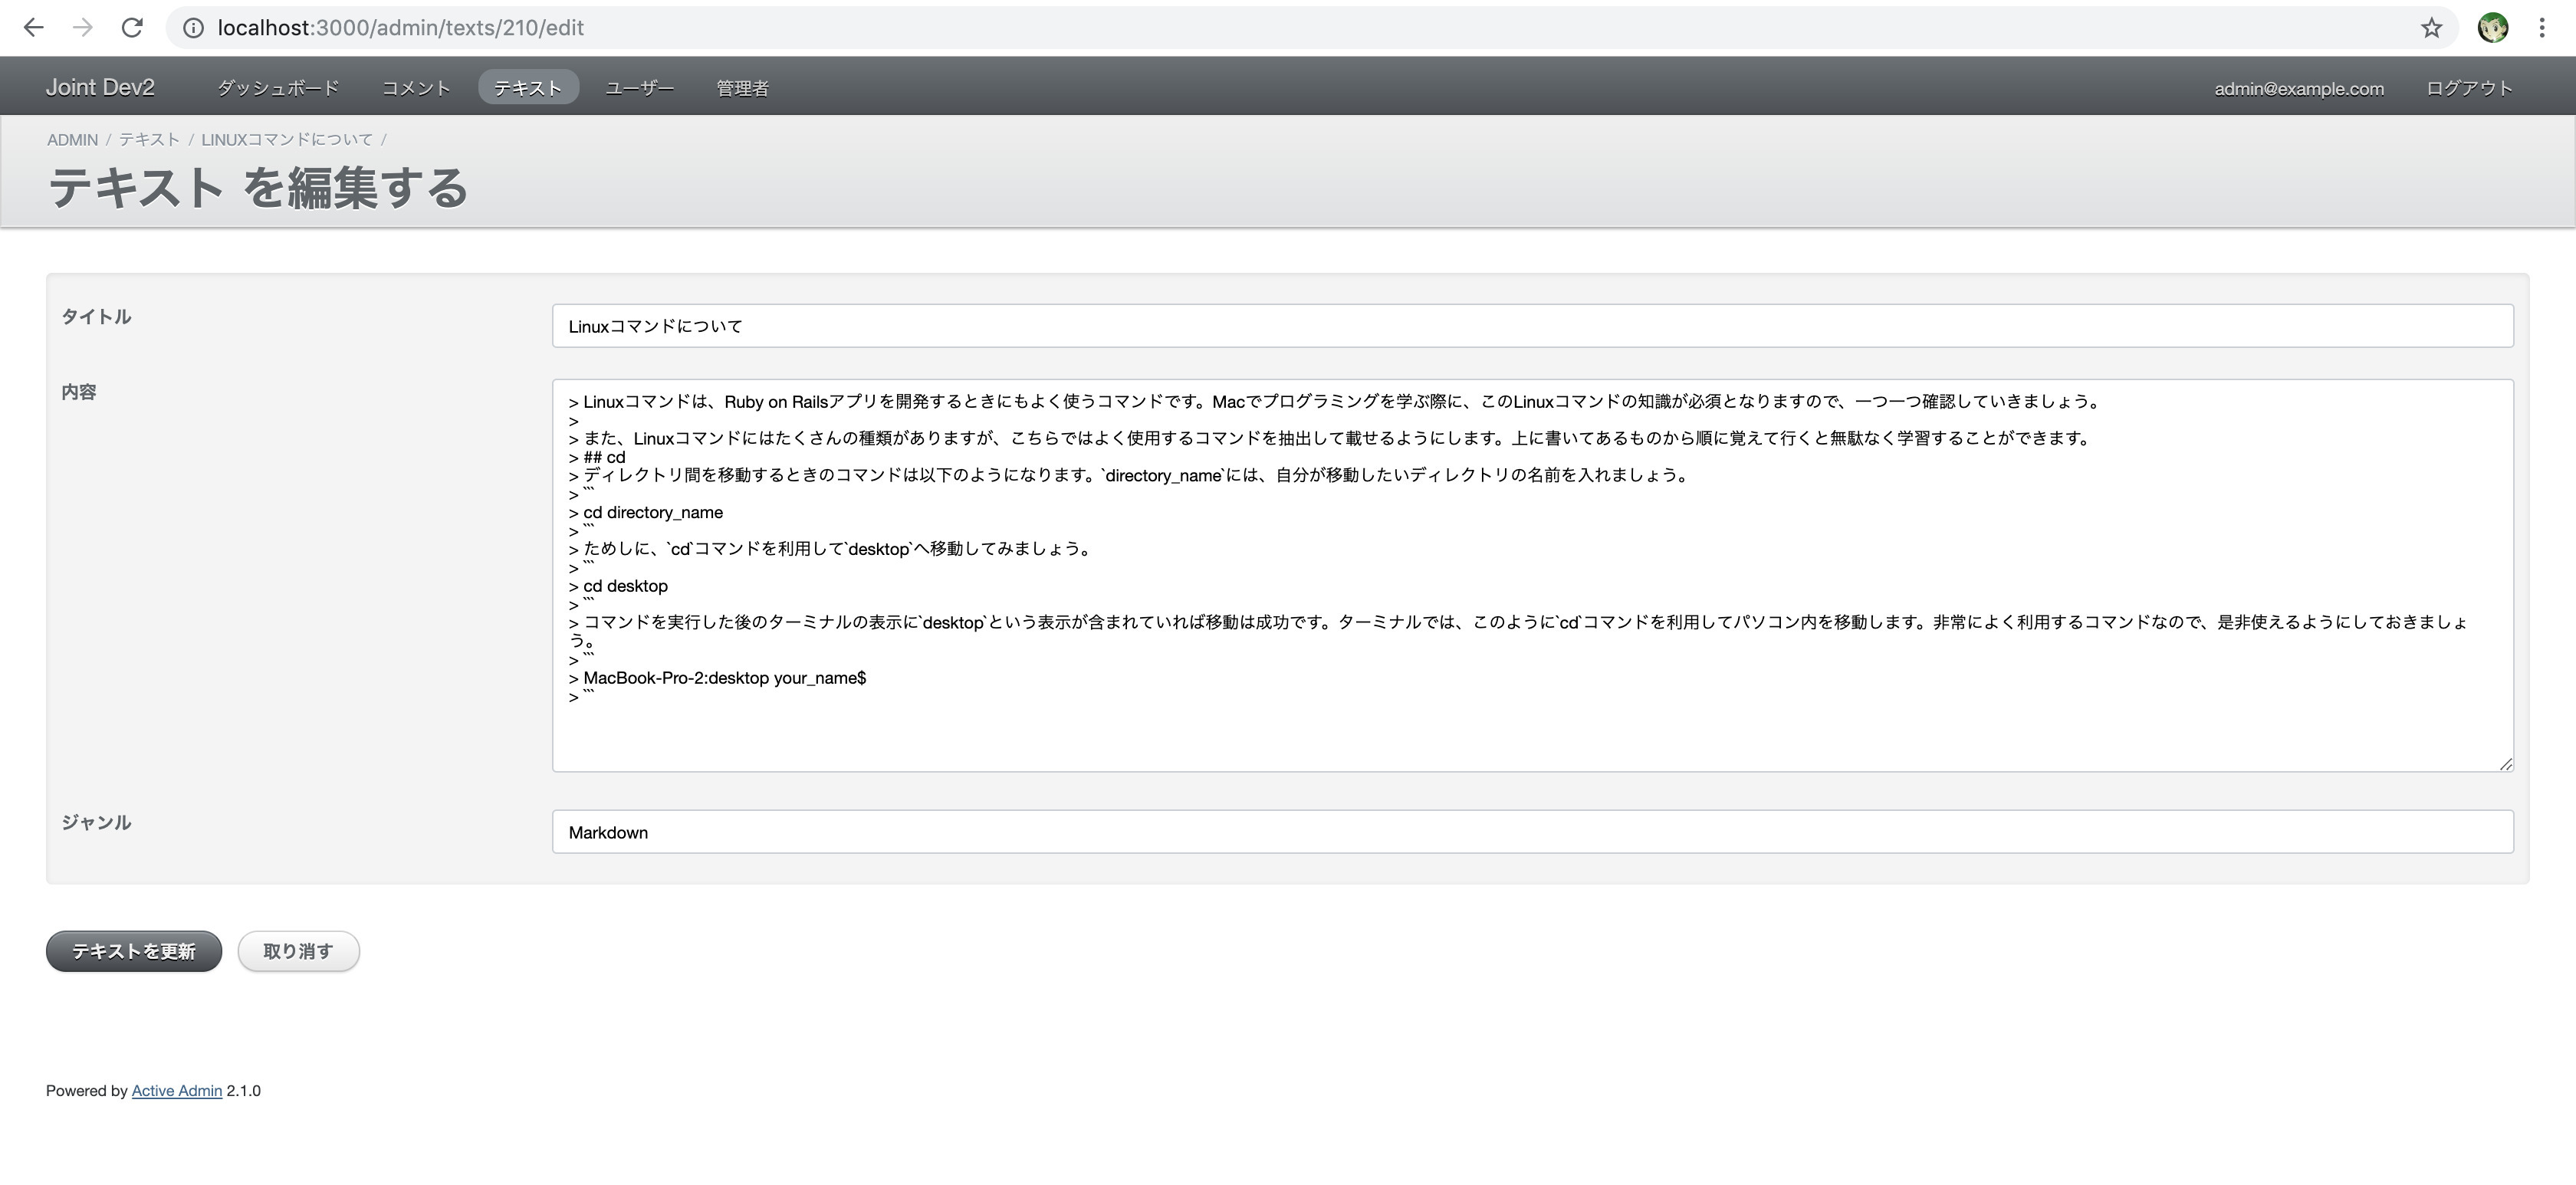 localhost:3000/admin/texts/210/edit
Joint Dev2 ダッシュボード コメント テキスト ユーザー 管理者 admin@example.com ログアウト
ADMIN / テキスト / LINUXコマンドについて /
テキスト を編集する
タイトル
Linuxコマンドについて
内容
> Linuxコマンドは、Ruby on Railsアプリを開発するときにもよく使うコマンドです。Macでプログラミングを学ぶ際に、このLinuxコマンドの知識が必須となりますので、一つ一つ確認していきましょう。
>
> また、Linuxコマンドにはたくさんの種類がありますが、こちらではよく使用するコマンドを抽出して載せるようにします。上に書いてあるものから順に覚えて行くと無駄なく学習することができます。
> ## cd
> ディレクトリ間を移動するときのコマンドは以下のようになります。`directory_name`には、自分が移動したいディレクトリの名前を入れましょう。
> ```
> cd directory_name
> ```
> ためしに、`cd`コマンドを利用して`desktop`へ移動してみましょう。
> ```
> cd desktop
> ```
> コマンドを実行した後のターミナルの表示に`desktop`という表示が含まれていれば移動は成功です。ターミナルでは、このように`cd`コマンドを利用してパソコン内を移動します。非常によく利用するコマンドなので、是非使えるようにしておきましょ
う。
> ```
> MacBook-Pro-2:desktop your_name$
> ```
ジャンル
Markdown
テキストを更新 取り消す
Powered by Active Admin 2.1.0